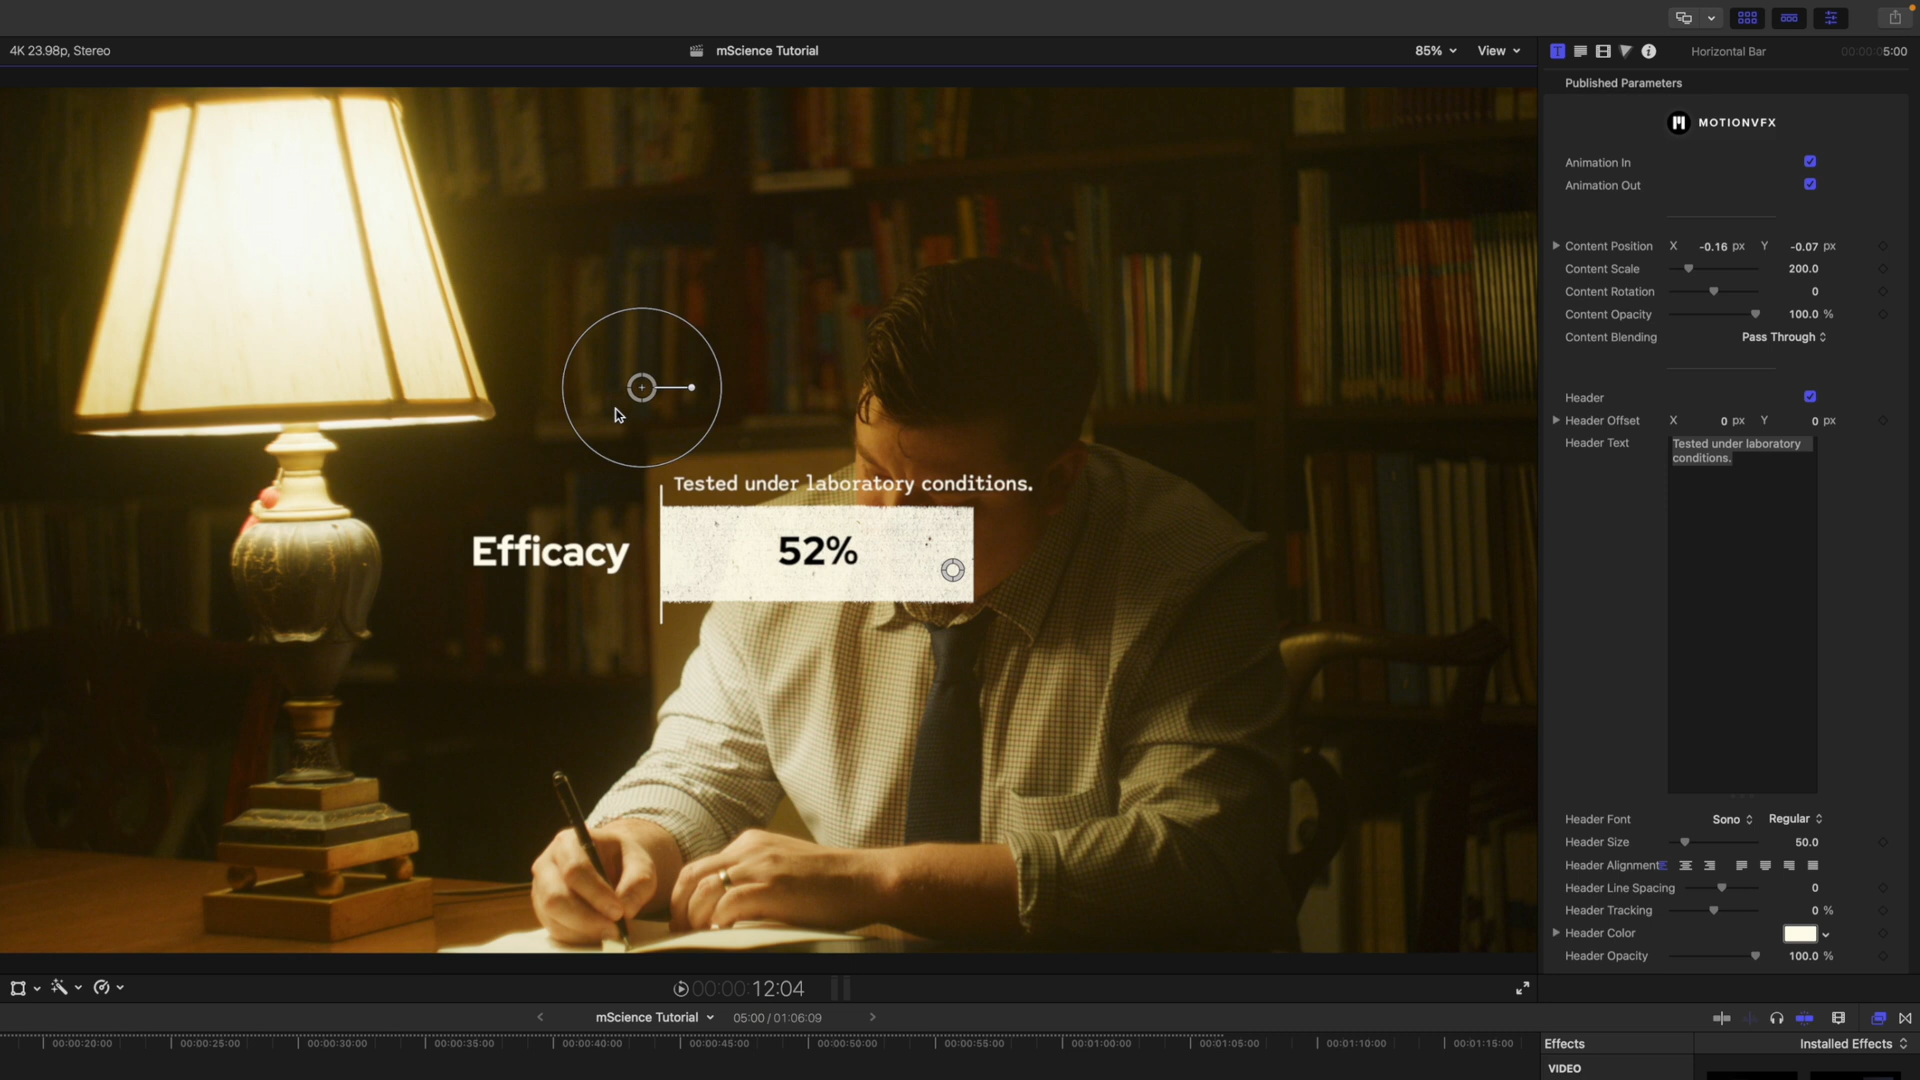 4K 23.98p, Stereo
mScience Tutorial
85%
View
Horizontal Bar
00:00:05:00
Published Parameters
MOTIONVFX
Animation In
Animation Out
Content Position X -0.16 px Y -0.07 px
Content Scale 200.0
Content Rotation 0
Content Opacity 100.0 %
Content Blending Pass Through
Header
Header Offset X 0 px Y 0 px
Header Text Tested under laboratory
conditions.
Tested under laboratory conditions.
Efficacy
52%
Header Font Sono Regular
Header Size 50.0
Header Alignment
Header Line Spacing 0
Header Tracking 0 %
Header Color
Header Opacity 100.0 %
00:00:12:04
mScience Tutorial
05:00 / 01:06:09
00:00:20:00 00:00:25:00 00:00:30:00 00:00:35:00 00:00:40:00 00:00:45:00 00:00:50:00 00:00:55:00 00:01:00:00 00:01:05:00 00:01:10:00 00:01:15:00
Effects
Installed Effects
VIDEO